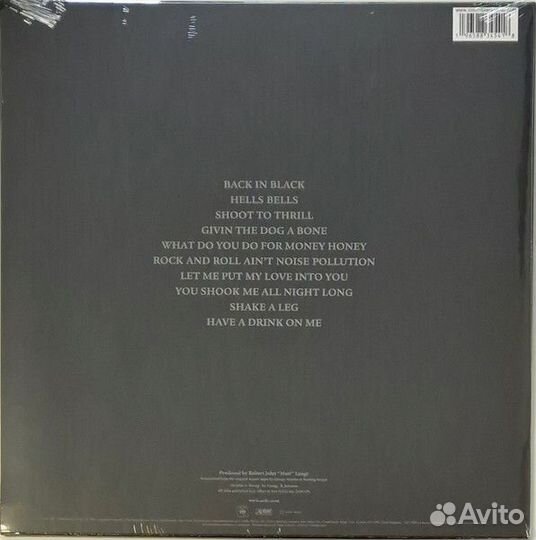 BACK IN BLACK
HELLS BELLS
SHOOT TO THRILL
GIVIN THE DOG A BONE
WHAT DO YOU DO FOR MONEY HONEY
ROCK AND ROLL AIN'T NOISE POLLUTION
LET ME PUT MY LOVE INTO YOU
YOU SHOOK ME ALL NIGHT LONG
SHAKE A LEG
HAVE A DRINK ON ME
Produced by Robert John "Mutt" Lange
Avito